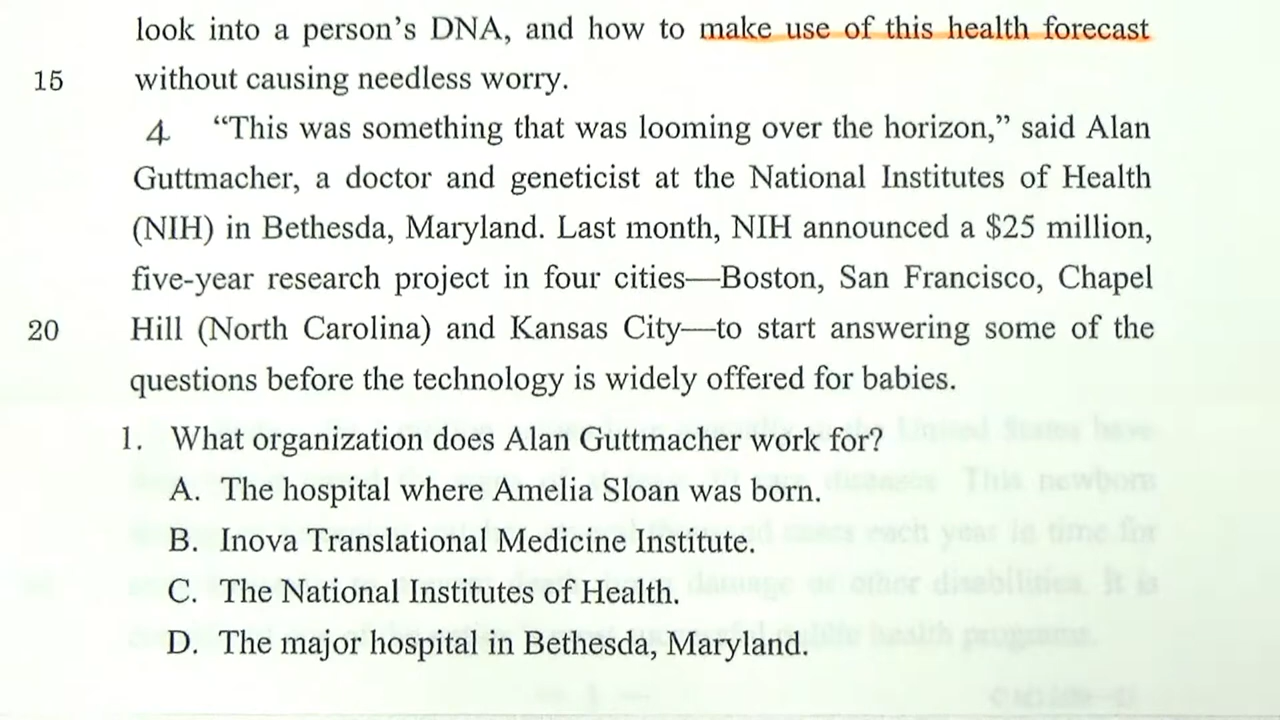 look into a person's DNA, and how to make use of this health forecast
15 without causing needless worry.
4 “This was something that was looming over the horizon,” said Alan
Guttmacher, a doctor and geneticist at the National Institutes of Health
(NIH) in Bethesda, Maryland. Last month, NIH announced a $25 million,
five-year research project in four cities—Boston, San Francisco, Chapel
20 Hill (North Carolina) and Kansas City—to start answering some of the
questions before the technology is widely offered for babies.
1. What organization does Alan Guttmacher work for?
A. The hospital where Amelia Sloan was born.
B. Inova Translational Medicine Institute.
C. The National Institutes of Health.
D. The major hospital in Bethesda, Maryland.